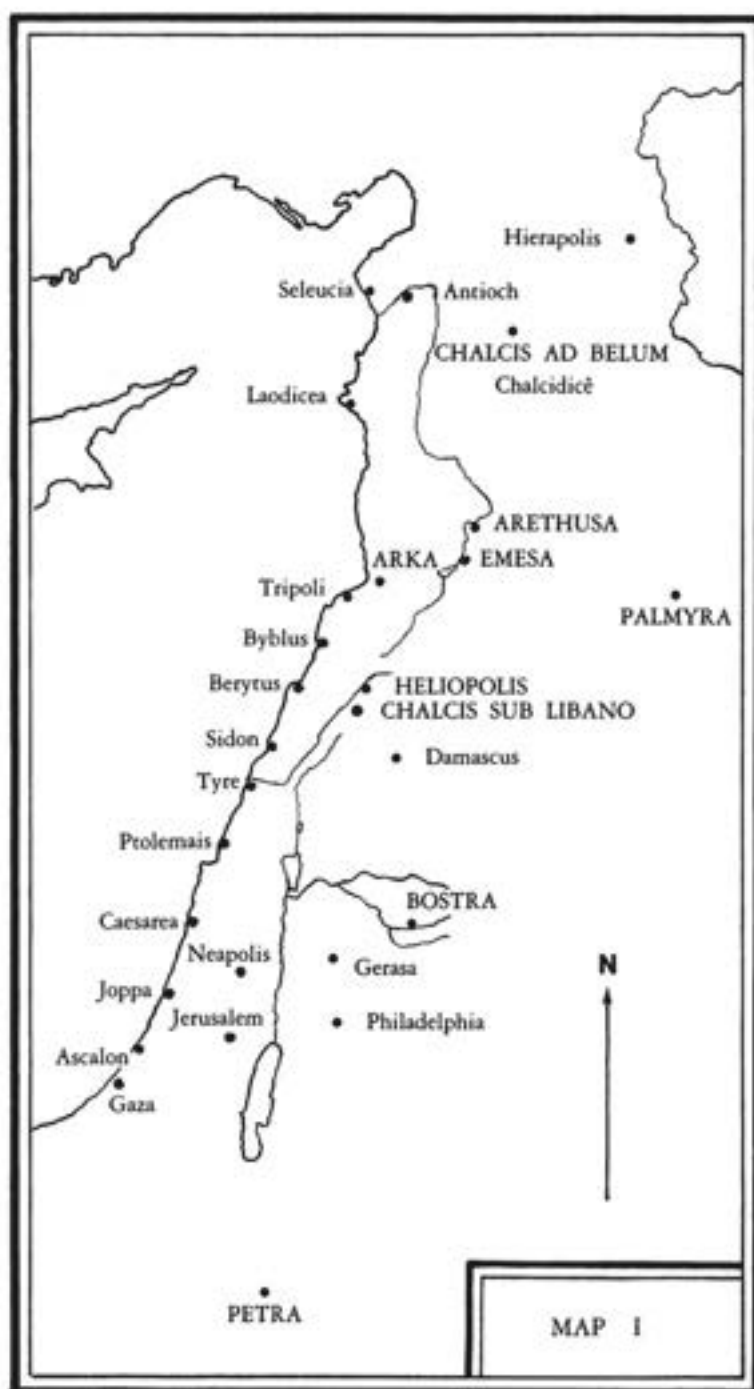 Hierapolis
Seleucia
Antioch
CHALCIS AD BELUM
Chalcidicê
Laodicea
ARETHUSA
ARKA
EMESA
Tripoli
PALMYRA
Byblus
Berytus
HELIOPOLIS
CHALCIS SUB LIBANO
Sidon
Damascus
Tyre
Ptolemais
BOSTRA
Caesarea
Neapolis
Gerasa
N
Joppa
Jerusalem
Philadelphia
Ascalon
Gaza
PETRA
MAP I